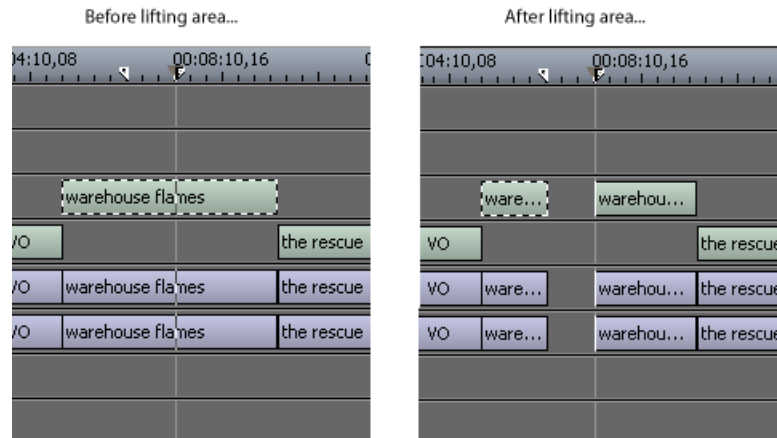 Before lifting area...
After lifting area...
04:10,08 00:08:10,16 0
04:10,08 00:08:10,16
warehouse flames
ware... warehou...
VO the rescue
VO the rescue
VO warehouse flames the rescue
VO ware... warehou... the rescue
VO warehouse flames the rescue
VO ware... warehou... the rescue